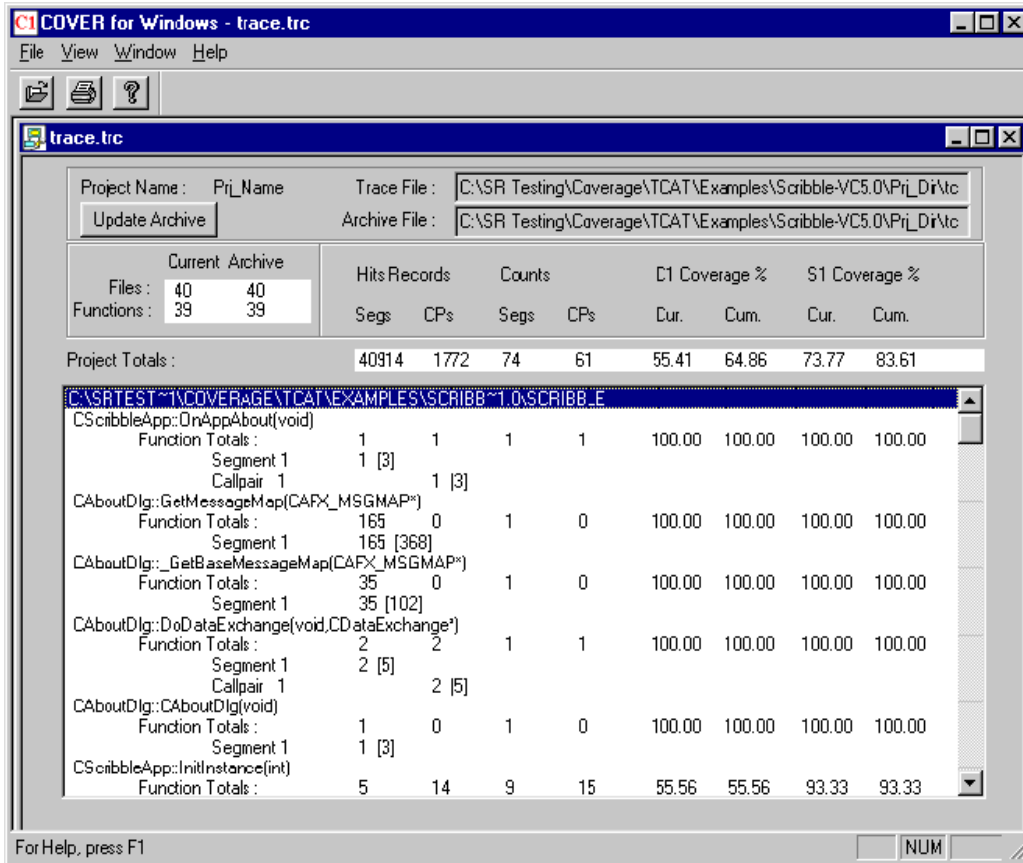 C1 COVER for Windows - trace.trc
File View Window Help
trace.trc
Project Name : Prj_Name Trace File : C:\SR Testing\Coverage\TCAT\Examples\Scribble-VC5.0\Prj_Dir\tc
Update Archive Archive File : C:\SR Testing\Coverage\TCAT\Examples\Scribble-VC5.0\Prj_Dir\tc
Current Archive Hits Records Counts C1 Coverage % S1 Coverage %
Files : 40 40
Functions : 39 39 Segs CPs Segs CPs Cur. Cum. Cur. Cum.
Project Totals : 40914 1772 74 61 55.41 64.86 73.77 83.61
C:\SRTEST~1\COVERAGE\TCAT\EXAMPLES\SCRIBB~1.0\SCRIBB_E
CScribbleApp::OnAppAbout(void)
Function Totals : 1 1 1 1 100.00 100.00 100.00 100.00
Segment 1 1 [3]
Callpair 1 1 [3]
CAboutDlg::GetMessageMap(CAFX_MSGMAP*)
Function Totals : 165 0 1 0 100.00 100.00 100.00 100.00
Segment 1 165 [368]
CAboutDlg::_GetBaseMessageMap(CAFX_MSGMAP*)
Function Totals : 35 0 1 0 100.00 100.00 100.00 100.00
Segment 1 35 [102]
CAboutDlg::DoDataExchange(void,CDataExchange*)
Function Totals : 2 2 1 1 100.00 100.00 100.00 100.00
Segment 1 2 [5]
Callpair 1 2 [5]
CAboutDlg::CAboutDlg(void)
Function Totals : 1 0 1 0 100.00 100.00 100.00 100.00
Segment 1 1 [3]
CScribbleApp::InitInstance(int)
Function Totals : 5 14 9 15 55.56 55.56 93.33 93.33
For Help, press F1 NUM